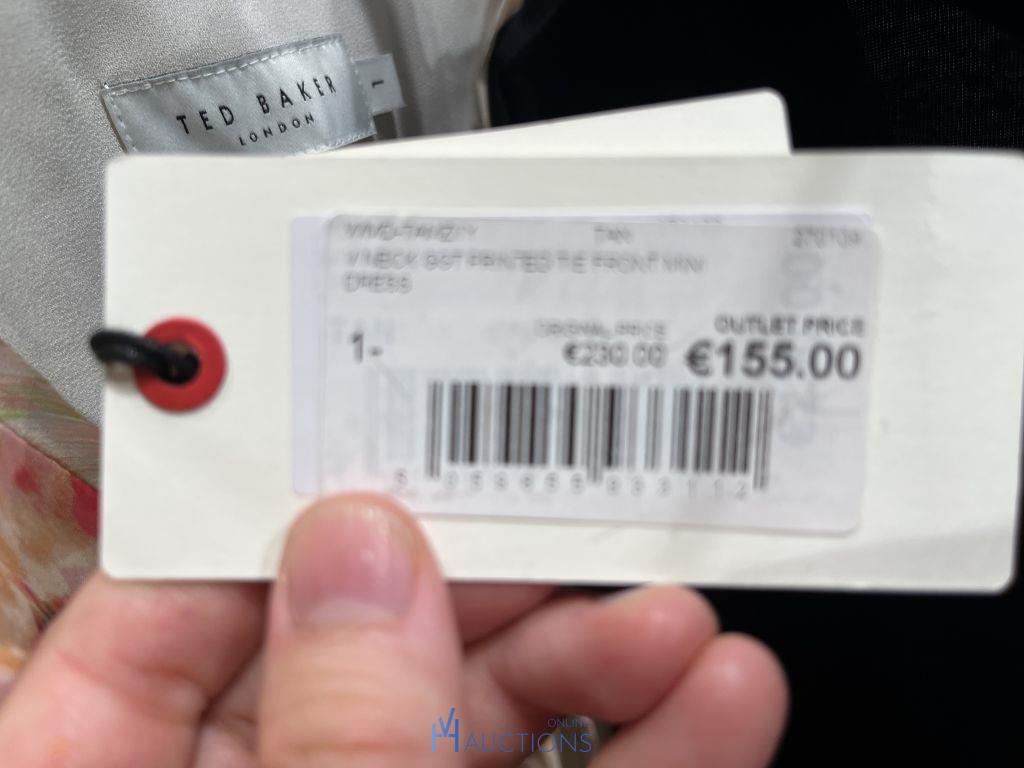 TED BAKER
LONDON
1
TAN
V NECK PRINTED TIE FRONT MINI
DRESS
ORIGINAL PRICE OUTLET PRICE
1- €230.00 €155.00
ONLINE
AUCTIONS